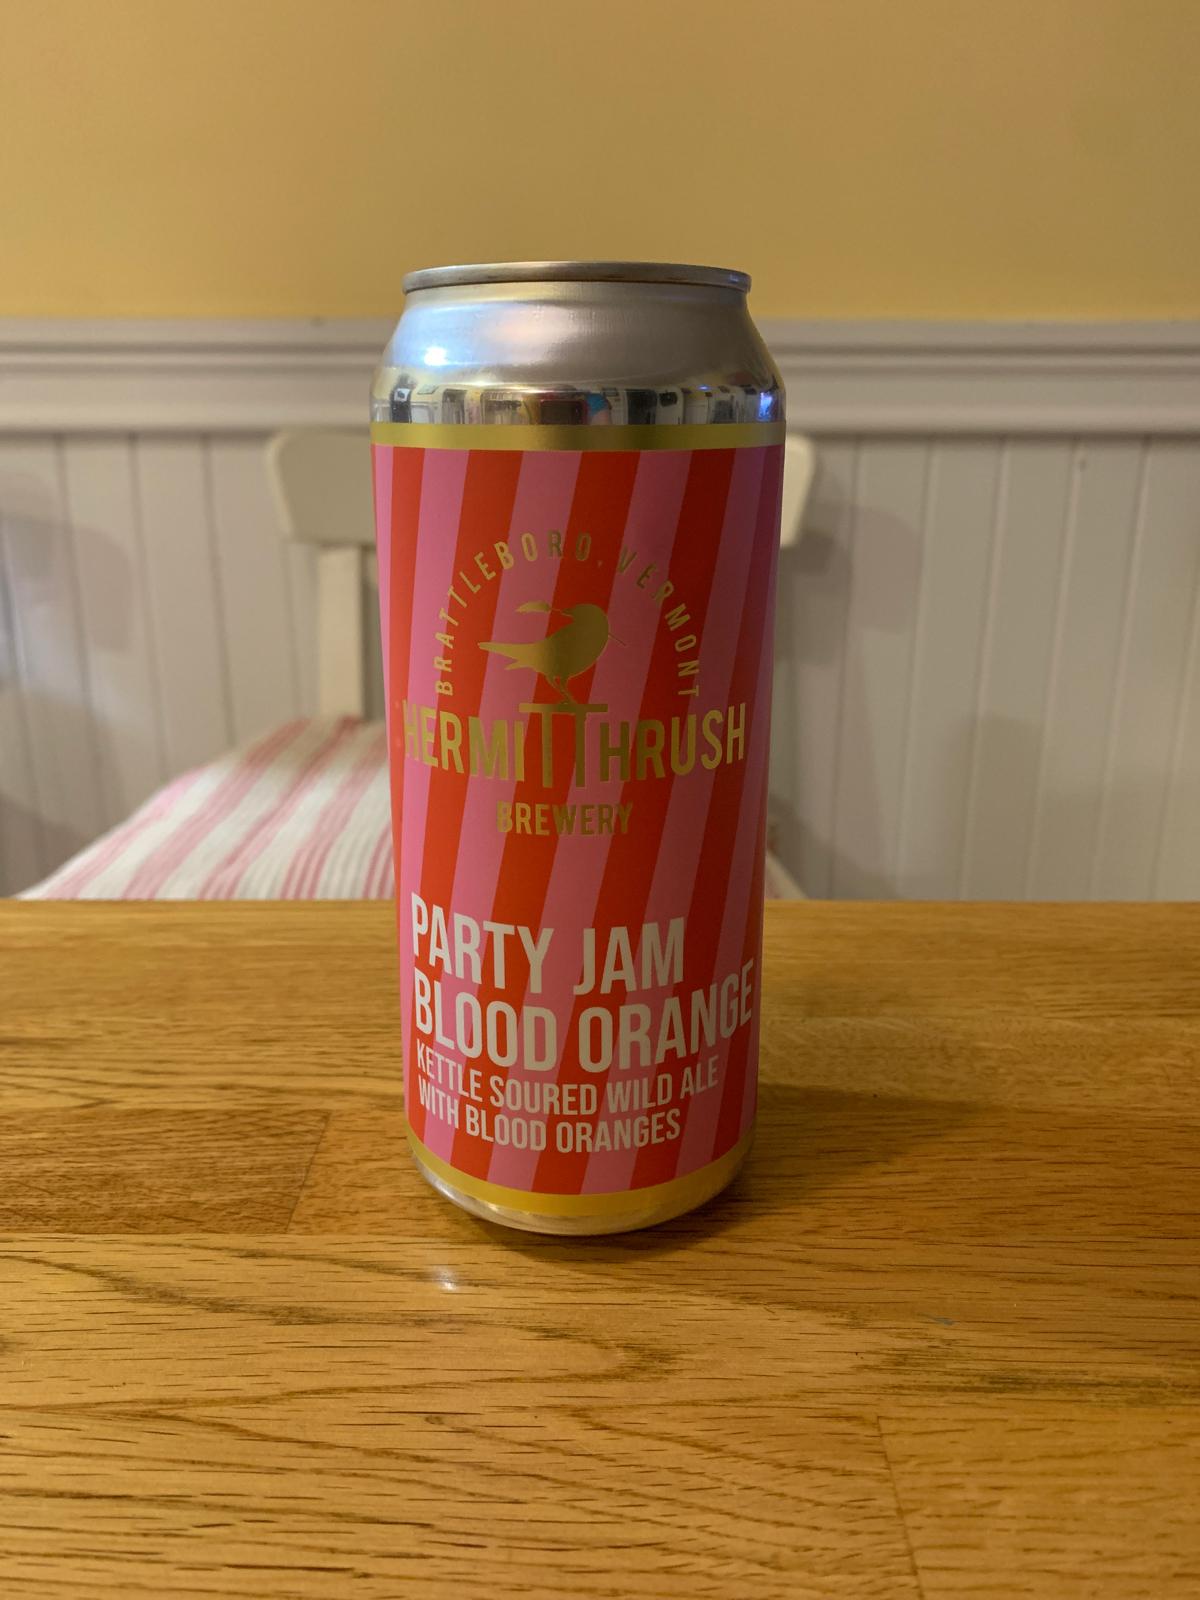 BRATTLEBORO, VERMONT
HERMIT THRUSH
BREWERY
PARTY JAM
BLOOD ORANGE
KETTLE SOURED WILD ALE
WITH BLOOD ORANGES